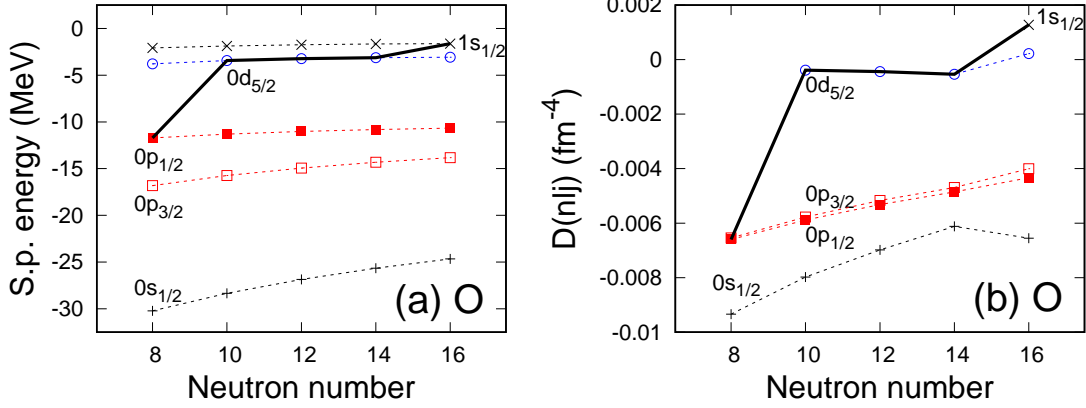 S.p. energy (MeV)
0
-5
-10
-15
-20
-25
-30
1s1/2
0d5/2
0p1/2
0p3/2
0s1/2
(a) O
8 10 12 14 16
Neutron number
D(nlj) (fm-4)
0.002
0
-0.002
-0.004
-0.006
-0.008
-0.01
1s1/2
0d5/2
0p3/2
0p1/2
0s1/2
(b) O
8 10 12 14 16
Neutron number